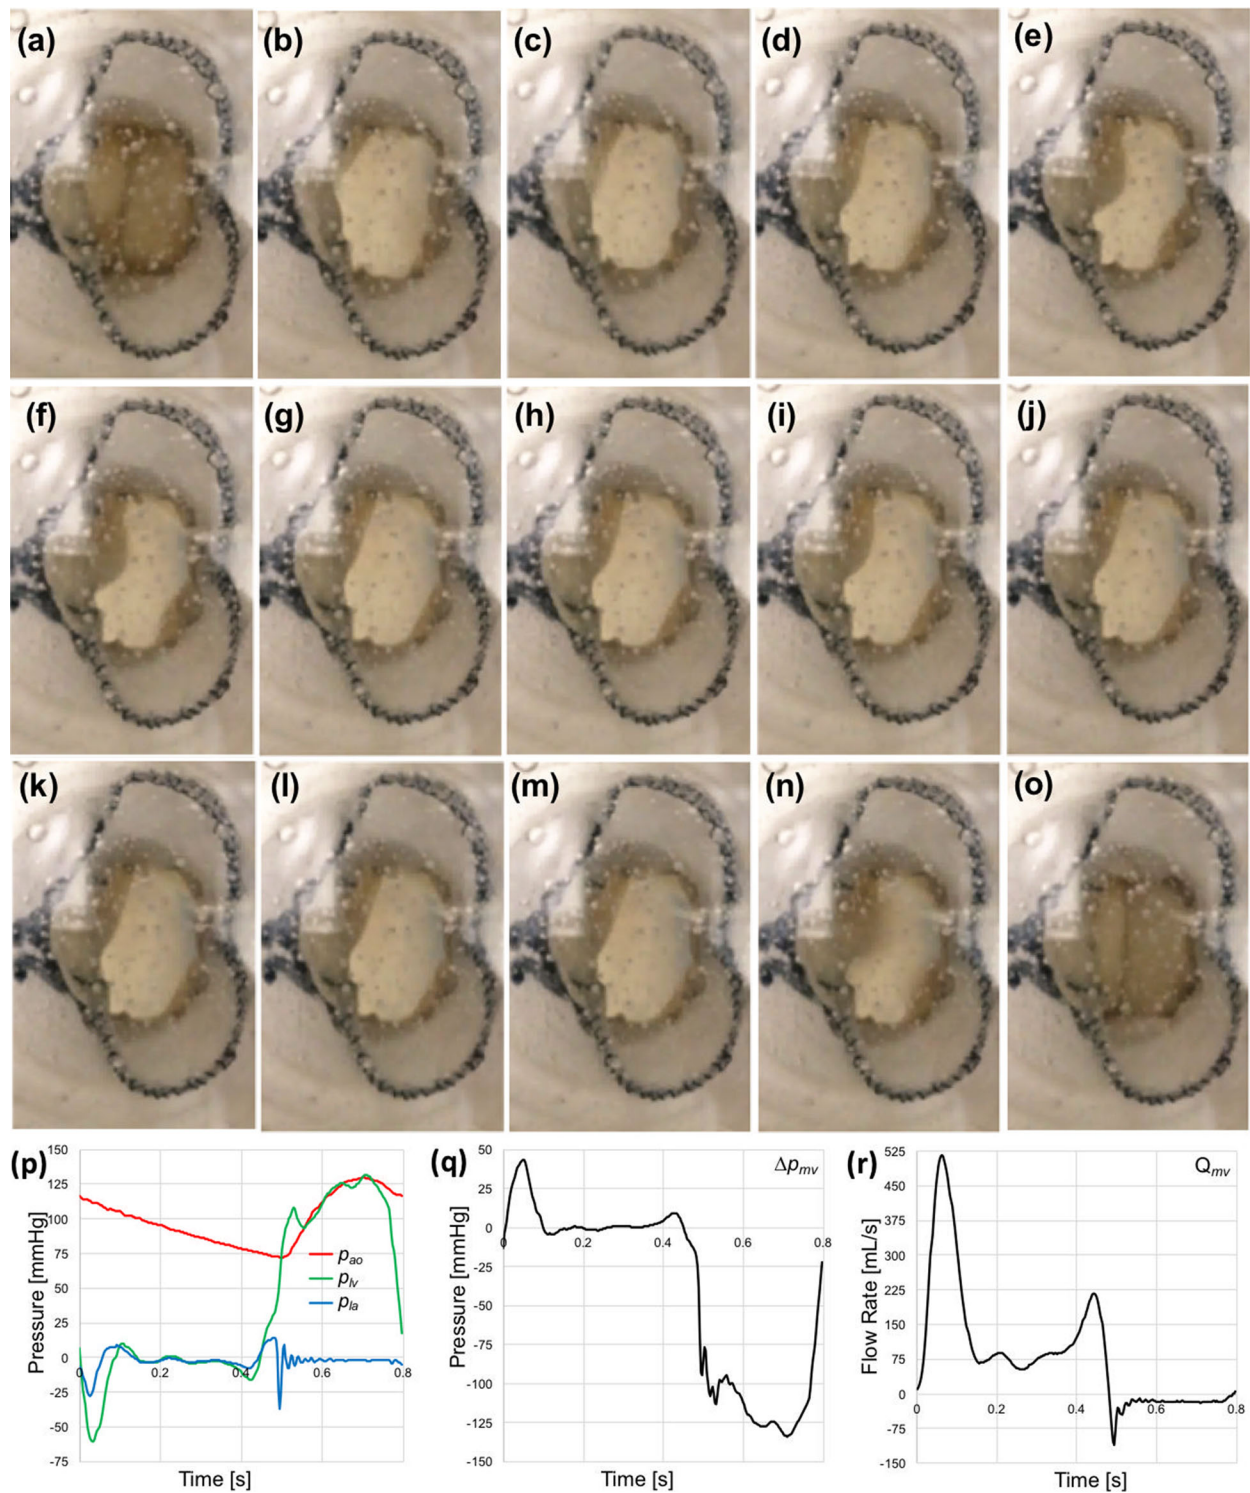 (a) (b) (c) (d) (e)
(f) (g) (h) (i) (j)
(k) (l) (m) (n) (o)
(p)
Pressure [mmHg]
150
125
100
75
50
25
0
-25
-50
-75
0 0.2 0.4 0.6 0.8
Time [s]
pao
plv
pla
(q)
Pressure [mmHg]
50
25
0
-25
-50
-75
-100
-125
-150
0 0.2 0.4 0.6 0.8
Time [s]
Δpmv
(r)
Flow Rate [mL/s]
525
450
375
300
225
150
75
0
-75
-150
0 0.2 0.4 0.6 0.8
Time [s]
Qmv